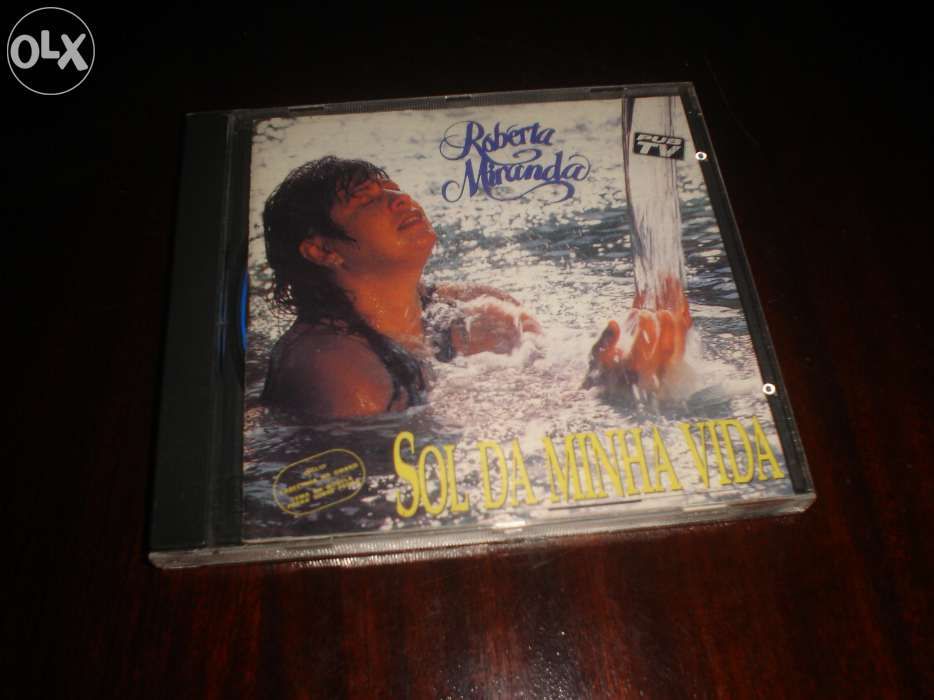 OLX
Roberta
Miranda
PUB
TV
SOL DA MINHA VIDA